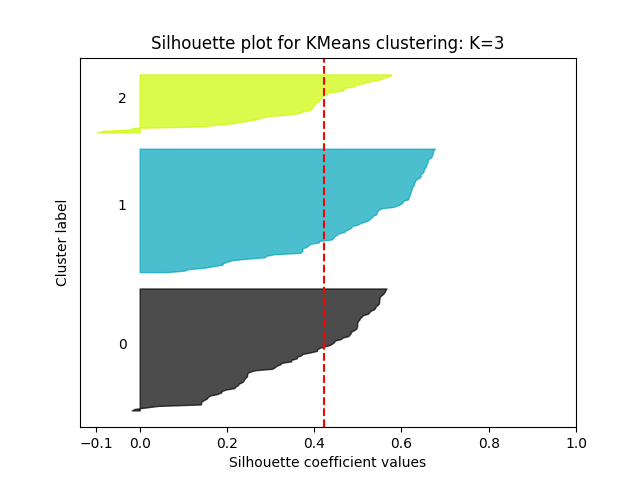 Silhouette plot for KMeans clustering: K=3
2
1
0
Cluster label
−0.1 0.0 0.2 0.4 0.6 0.8 1.0
Silhouette coefficient values